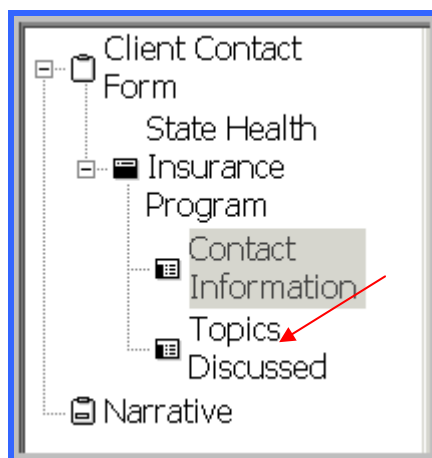 Client Contact
Form
State Health
Insurance
Program
Contact
Information
Topics
Discussed
Narrative